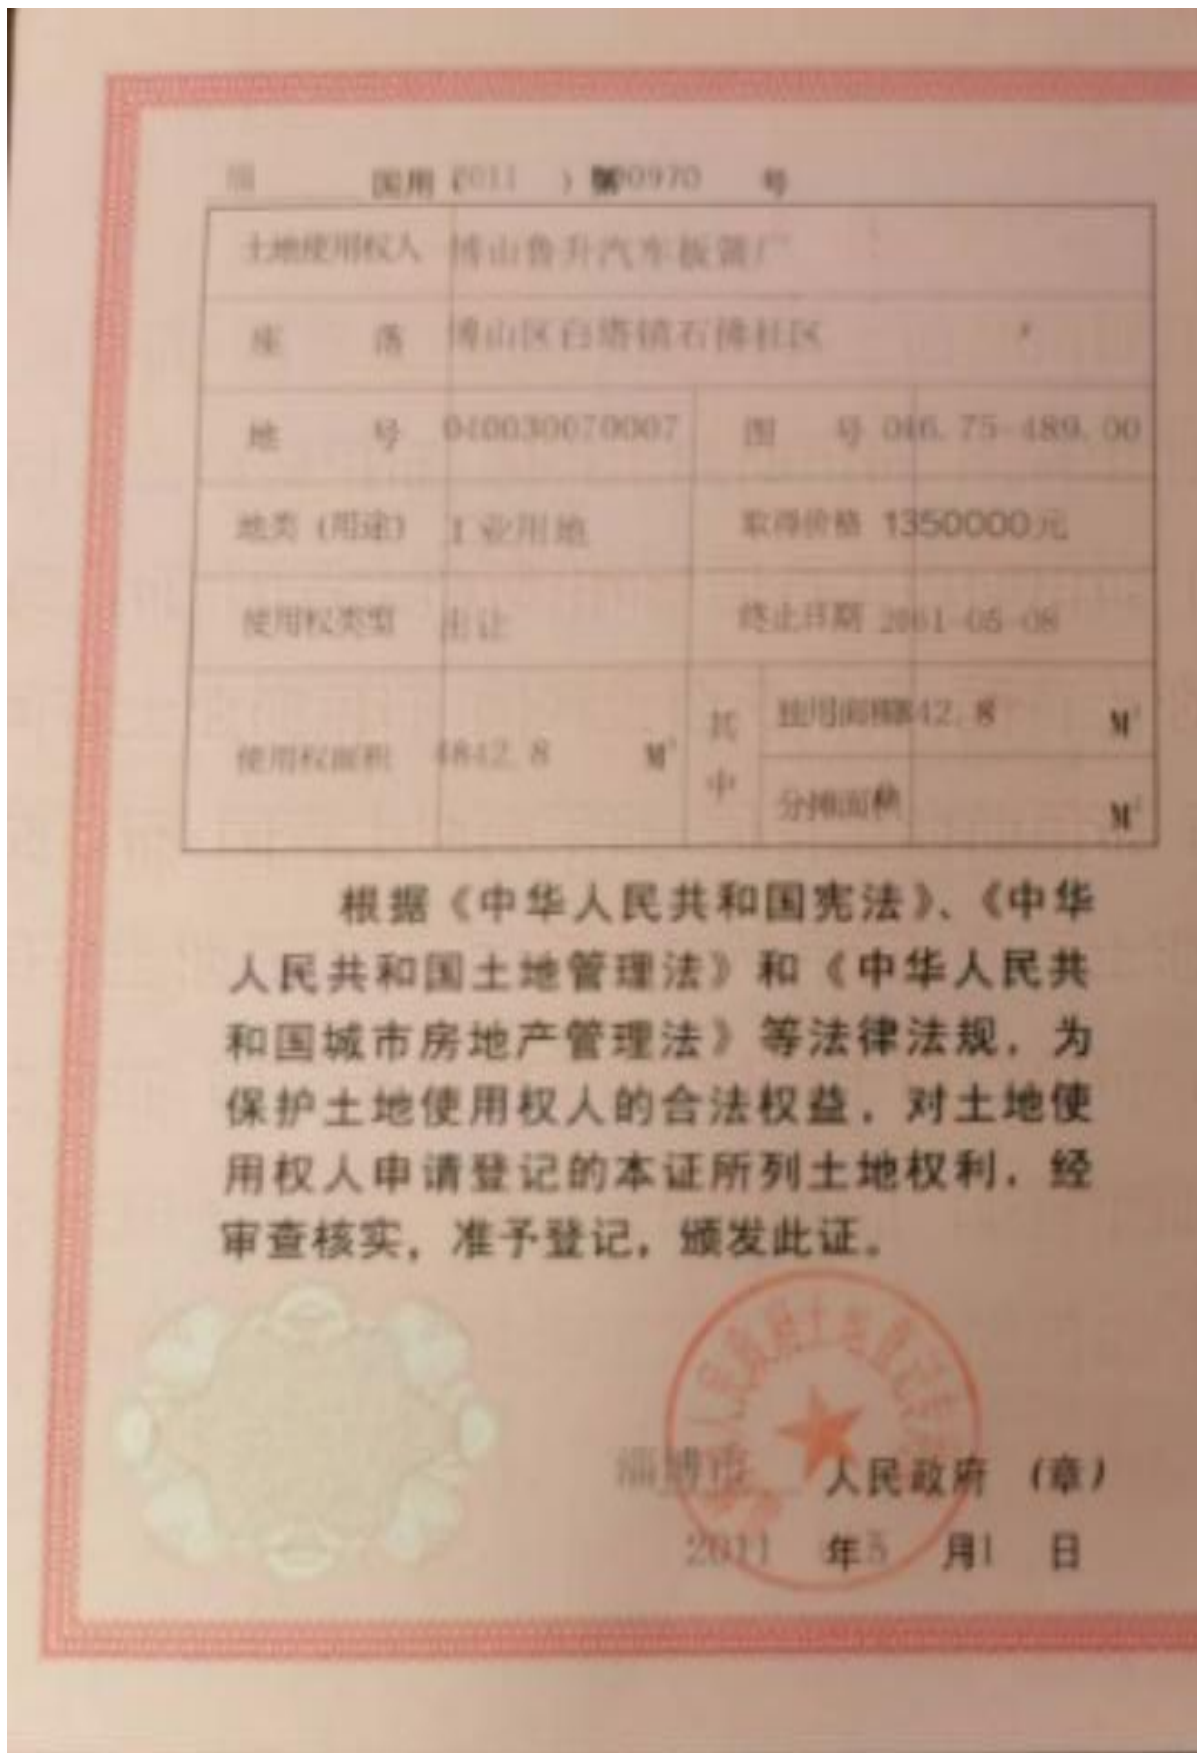 淄 国用（2011 ）第00970 号
土地使用权人 博山鲁升汽车板簧厂
座 落 博山区白塔镇石佛社区
地 号 040030070007 图 号 046.75-489.00
地类（用途） 工业用地 取得价格 1350000元
使用权类型 出让 终止日期 2061-05-08
使用权面积 4842.8 M² 其中 独用面积 4842.8 M²
分摊面积 M²
根据《中华人民共和国宪法》、《中华
人民共和国土地管理法》和《中华人民共
和国城市房地产管理法》等法律法规，为
保护土地使用权人的合法权益，对土地使
用权人申请登记的本证所列土地权利，经
审查核实，准予登记，颁发此证。
淄博市 人民政府 （章）
2011 年 5 月 1 日